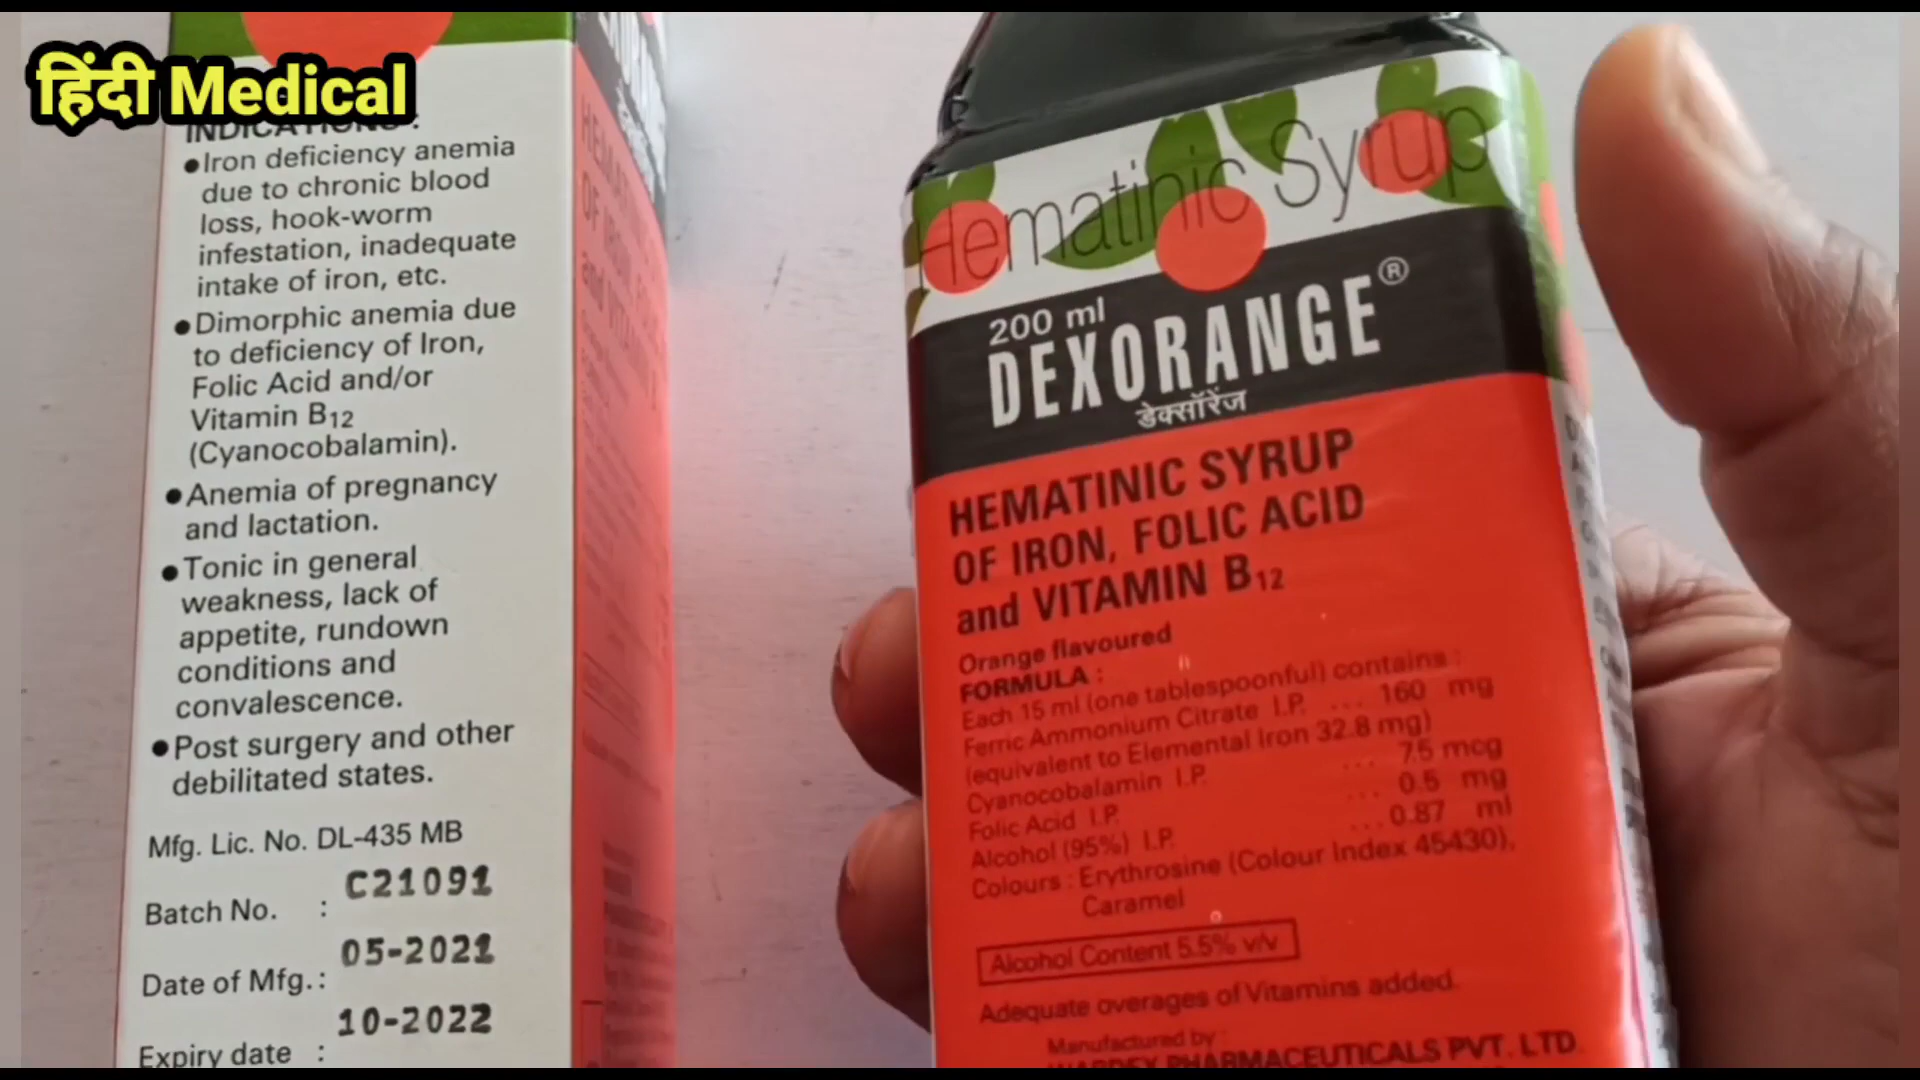 हिंदी Medical
INDICATIONS :
●Iron deficiency anemia
due to chronic blood
loss, hook-worm
infestation, inadequate
intake of iron, etc.
●Dimorphic anemia due
to deficiency of Iron,
Folic Acid and/or
Vitamin B12
(Cyanocobalamin).
●Anemia of pregnancy
and lactation.
●Tonic in general
weakness, lack of
appetite, rundown
conditions and
convalescence.
●Post surgery and other
debilitated states.
Mfg. Lic. No. DL-435 MB
Batch No. : C21091
Date of Mfg. : 05-2021
Expiry date : 10-2022
Hematinic Syrup
200 ml
DEXORANGE®
डेक्सॉरेंज
HEMATINIC SYRUP
OF IRON, FOLIC ACID
and VITAMIN B12
Orange flavoured
FORMULA :
Each 15 ml (one tablespoonful) contains :
Ferric Ammonium Citrate I.P. ... 160 mg
(equivalent to Elemental Iron 32.8 mg)
Cyanocobalamin I.P. ... 7.5 mcg
Folic Acid I.P. ... 0.5 mg
Alcohol (95%) I.P. ... 0.87 ml
Colours : Erythrosine (Colour Index 45430),
Caramel
Alcohol Content 5.5% v/v
Adequate overages of Vitamins added.
Manufactured by :
PHARMACEUTICALS PVT. LTD.